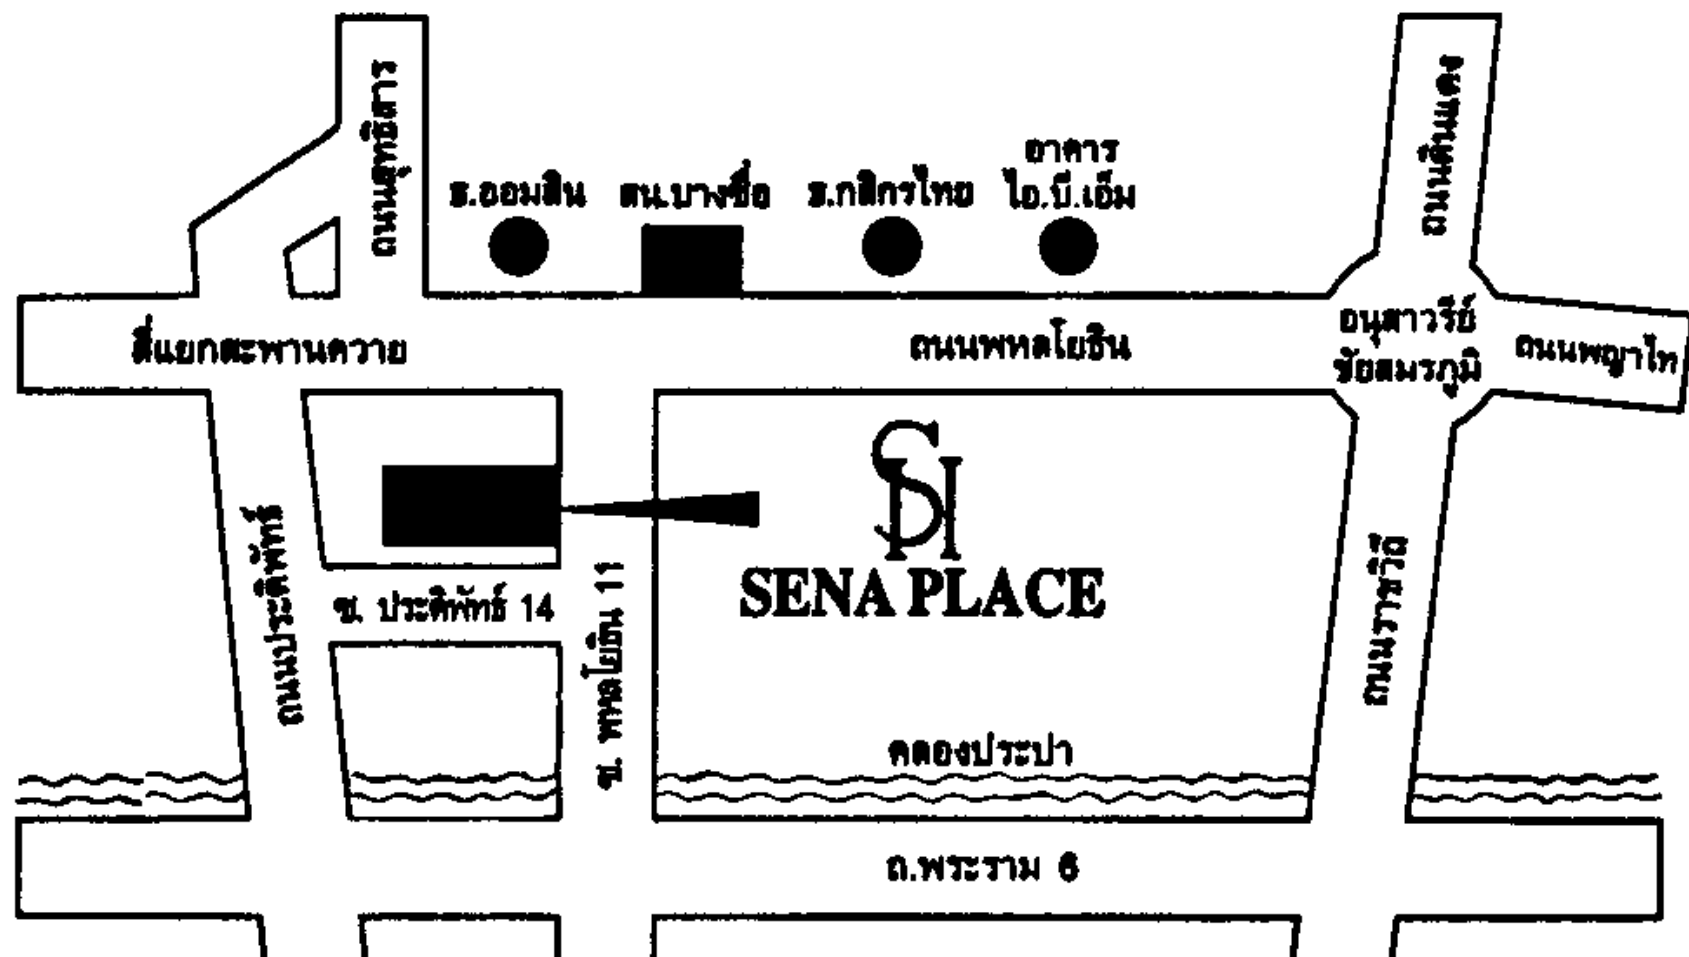 ถนนสุทธิสาร
ถนนดินแดง
ธ.ออมสิน
สน.บางซื่อ
ธ.กสิกรไทย
อาคาร
ไอ.บี.เอ็ม
สี่แยกสะพานควาย
ถนนพหลโยธิน
อนุสาวรีย์
ชัยสมรภูมิ
ถนนพญาไท
SH
SENA PLACE
ถนนประดิพัทธ์
ซ. ประดิพัทธ์ 14
ซ. พหลโยธิน 11
ถนนราชวิถี
คลองประปา
ถ.พระราม 6